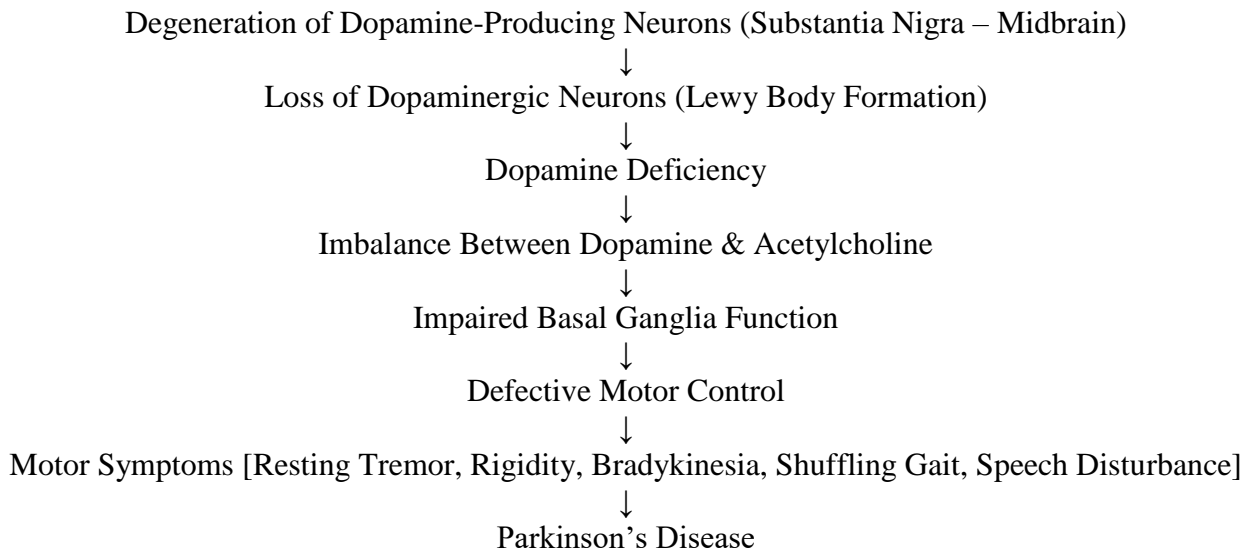 Degeneration of Dopamine-Producing Neurons (Substantia Nigra – Midbrain)
↓
Loss of Dopaminergic Neurons (Lewy Body Formation)
↓
Dopamine Deficiency
↓
Imbalance Between Dopamine & Acetylcholine
↓
Impaired Basal Ganglia Function
↓
Defective Motor Control
↓
Motor Symptoms [Resting Tremor, Rigidity, Bradykinesia, Shuffling Gait, Speech Disturbance]
↓
Parkinson’s Disease